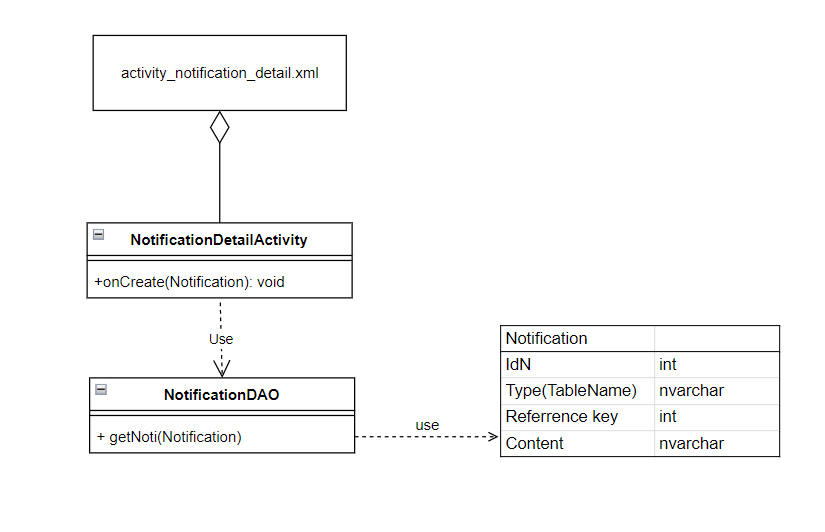 activity_notification_detail.xml
NotificationDetailActivity
+onCreate(Notification): void
Use
NotificationDAO
+ getNoti(Notification)
use
Notification
IdN int
Type(TableName) nvarchar
Referrence key int
Content nvarchar